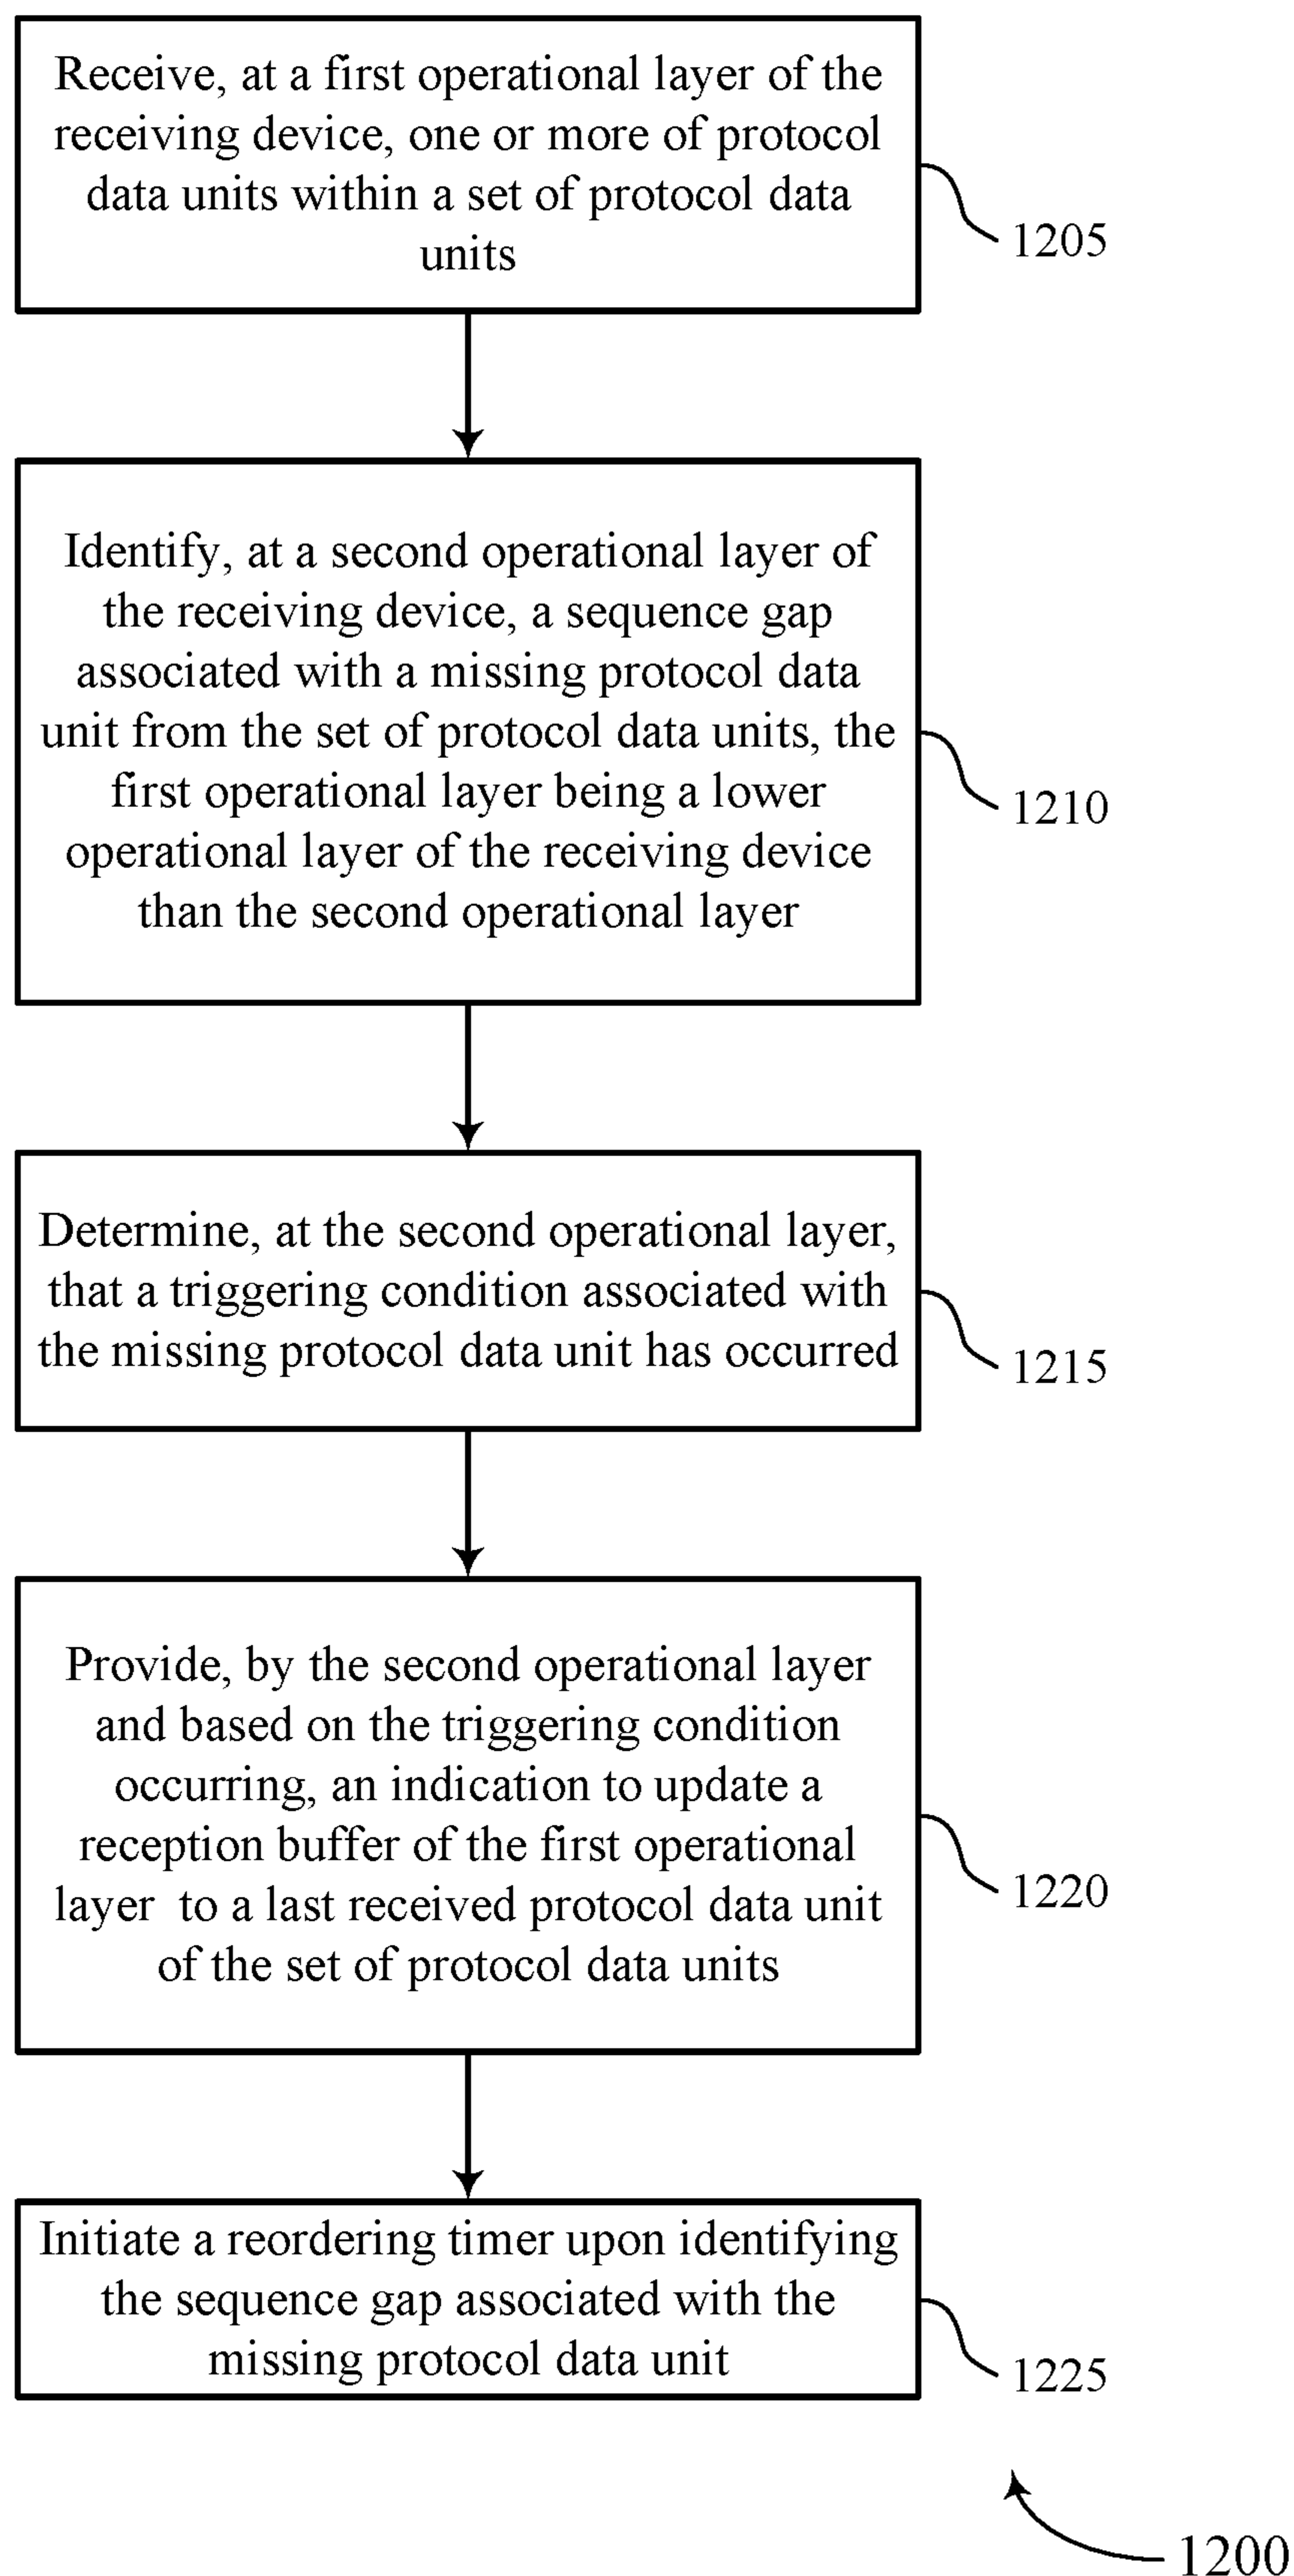 Receive, at a first operational layer of the
receiving device, one or more of protocol
data units within a set of protocol data
units
1205
Identify, at a second operational layer of
the receiving device, a sequence gap
associated with a missing protocol data
unit from the set of protocol data units, the
first operational layer being a lower
operational layer of the receiving device
than the second operational layer
1210
Determine, at the second operational layer,
that a triggering condition associated with
the missing protocol data unit has occurred
1215
Provide, by the second operational layer
and based on the triggering condition
occurring, an indication to update a
reception buffer of the first operational
layer to a last received protocol data unit
of the set of protocol data units
1220
Initiate a reordering timer upon identifying
the sequence gap associated with the
missing protocol data unit
1225
1200